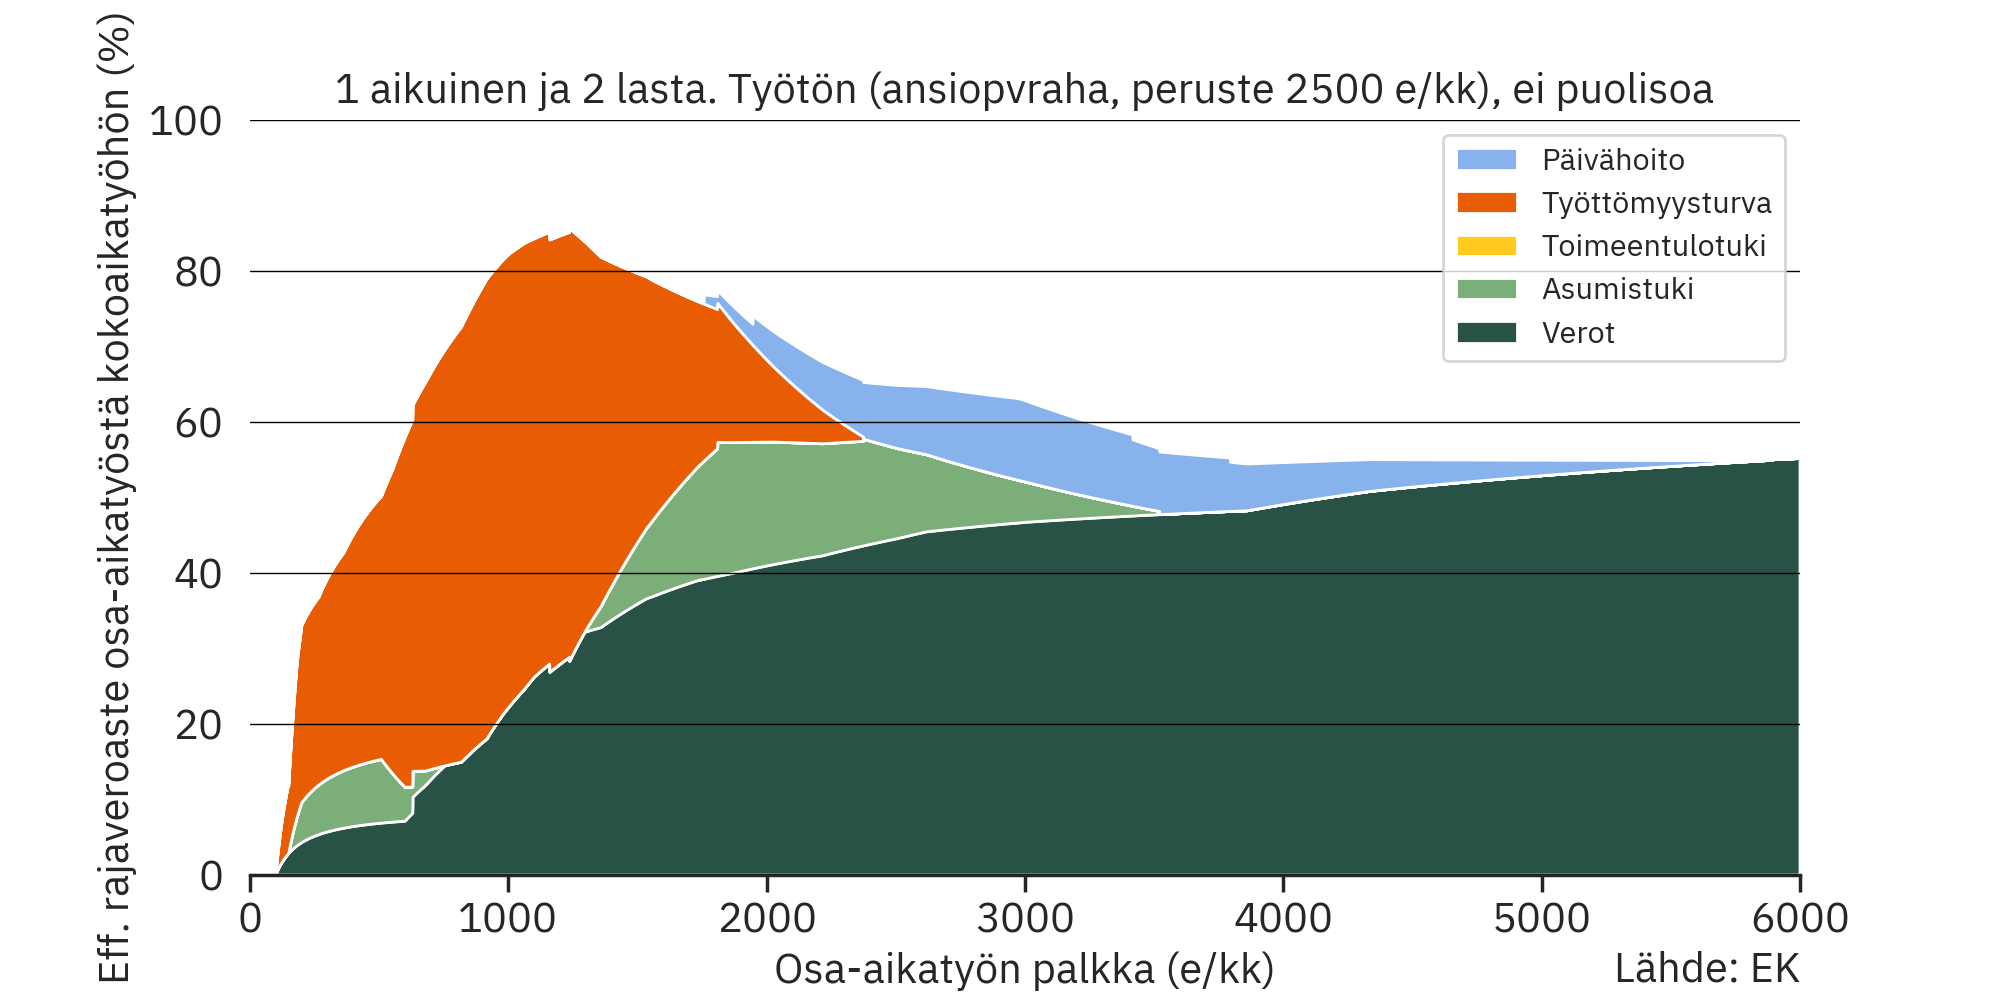 1 aikuinen ja 2 lasta. Työtön (ansiopvraha, peruste 2500 e/kk), ei puolisoa
Eff. rajaveroaste osa-aikatyöstä kokoaikatyöhön (%)
100
80
60
40
20
0
Päivähoito
Työttömyysturva
Toimeentulotuki
Asumistuki
Verot
0 1000 2000 3000 4000 5000 6000
Osa-aikatyön palkka (e/kk)
Lähde: EK